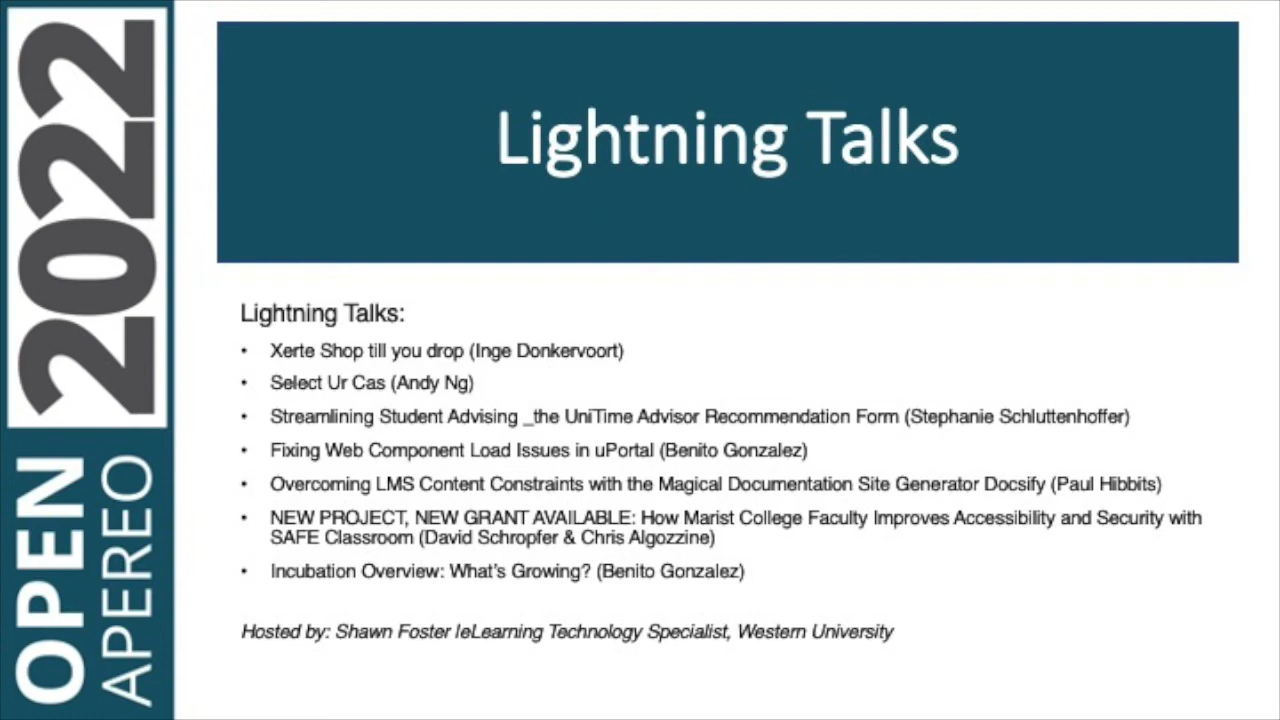 OPEN 2022
APEREO
Lightning Talks
Lightning Talks:
• Xerte Shop till you drop (Inge Donkervoort)
• Select Ur Cas (Andy Ng)
• Streamlining Student Advising _the UniTime Advisor Recommendation Form (Stephanie Schluttenhoffer)
• Fixing Web Component Load Issues in uPortal (Benito Gonzalez)
• Overcoming LMS Content Constraints with the Magical Documentation Site Generator Docsify (Paul Hibbits)
• NEW PROJECT, NEW GRANT AVAILABLE: How Marist College Faculty Improves Accessibility and Security with
SAFE Classroom (David Schropfer & Chris Algozzine)
• Incubation Overview: What's Growing? (Benito Gonzalez)
Hosted by: Shawn Foster leLearning Technology Specialist, Western University